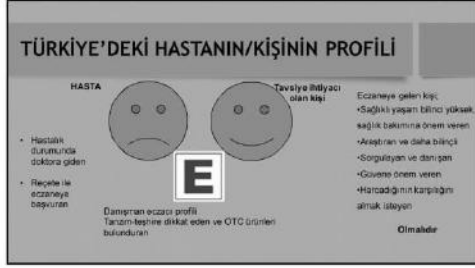 TÜRKİYE'DEKİ HASTANIN/KİŞİNİN PROFİLİ
HASTA
• Hastalık
durumunda
doktora giden
• Reçete ile
eczaneye
başvuran
Tavsiye ihtiyacı
olan kişi
E
Danışman eczacı profili
Tanzim-teşhire dikkat eden ve OTC ürünleri
bulunduran
Eczaneye gelen kişi;
•Sağlıklı yaşam bilinci yüksek,
sağlık bakımına önem veren
•Araştıran ve daha bilinçli
•Sorgulayan ve danışan
•Güvene önem veren
•Harcadığının karşılığını
almak isteyen
Olmalıdır